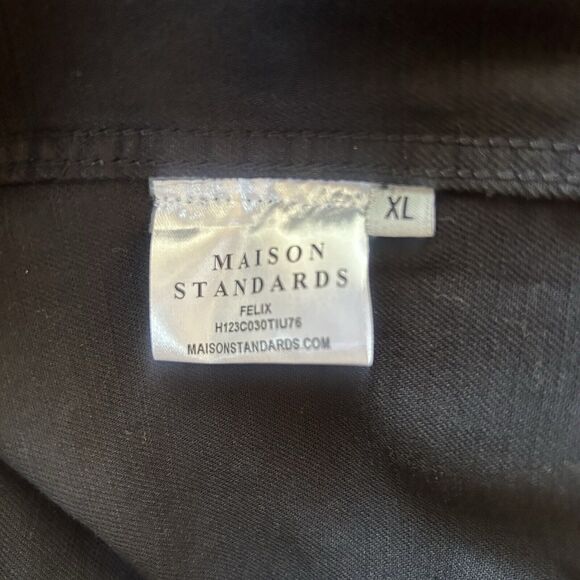 XL
MAISON
STANDARDS
FELIX
H123C030TIU76
MAISONSTANDARDS.COM